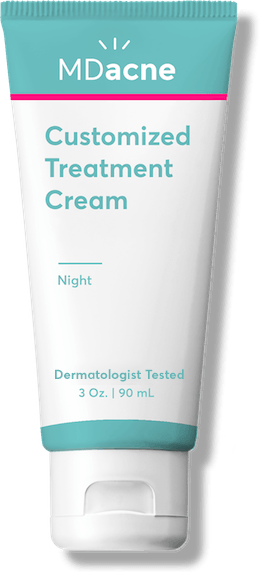 MDacne
Customized
Treatment
Cream
Night
Dermatologist Tested
3 Oz. | 90 mL